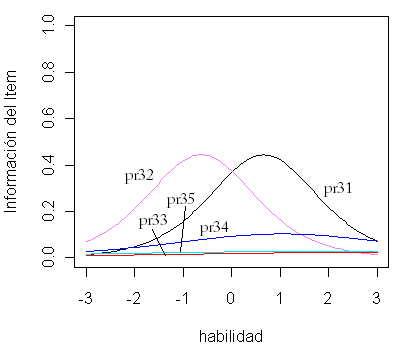 1.0
0.8
0.6
0.4
0.2
0.0
Información del Item
pr32
pr31
pr35
pr33
pr34
-3 -2 -1 0 1 2 3
habilidad